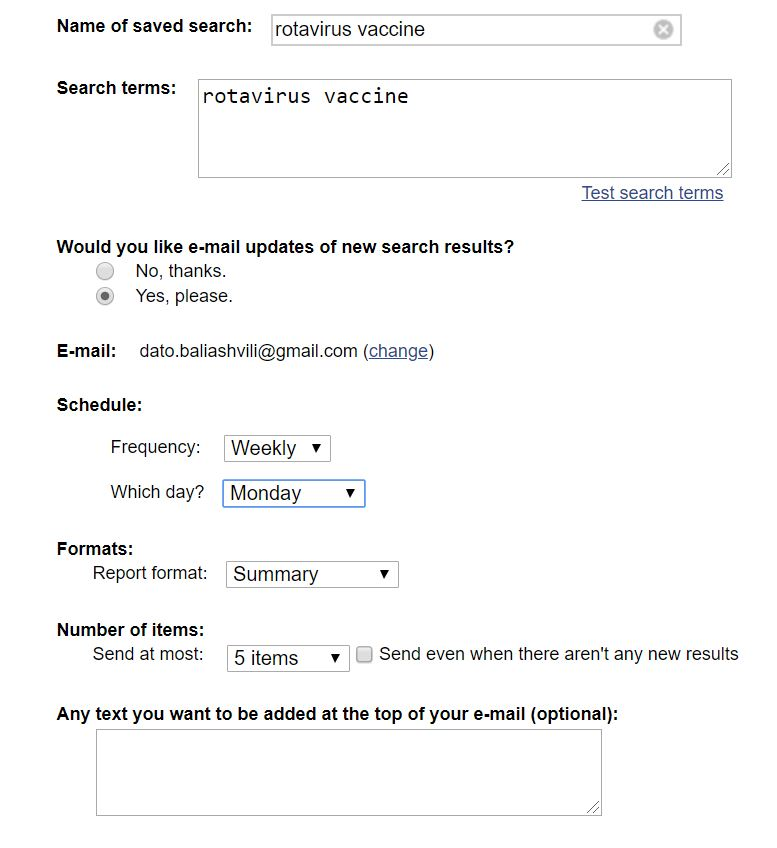 Name of saved search: rotavirus vaccine
Search terms: rotavirus vaccine
Test search terms
Would you like e-mail updates of new search results?
No, thanks.
Yes, please.
E-mail: dato.baliashvili@gmail.com (change)
Schedule:
Frequency: Weekly
Which day? Monday
Formats:
Report format: Summary
Number of items:
Send at most: 5 items Send even when there aren't any new results
Any text you want to be added at the top of your e-mail (optional):